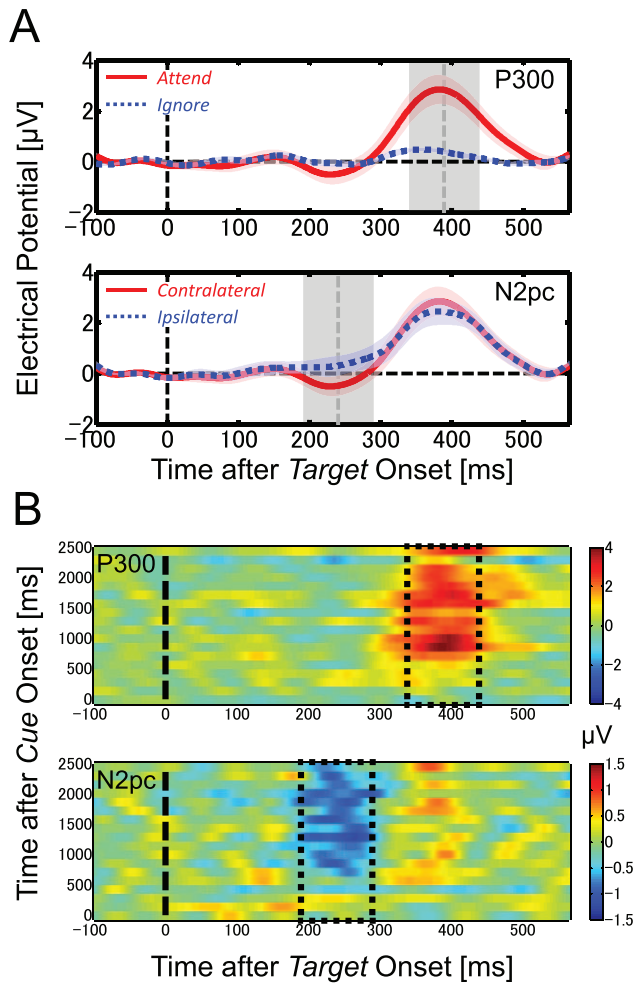 A
Electrical Potential [μV]
4
2
0
−2
Attend
Ignore
P300
−100 0 100 200 300 400 500
4
2
0
−2
Contralateral
Ipsilateral
N2pc
−100 0 100 200 300 400 500
Time after Target Onset [ms]
B
Time after Cue Onset [ms]
2500
2000
1500
1000
500
0
P300
−100 0 100 200 300 400 500
4
2
0
−2
−4
μV
2500
2000
1500
1000
500
0
N2pc
−100 0 100 200 300 400 500
1.5
1
0.5
0
−0.5
−1
−1.5
Time after Target Onset [ms]